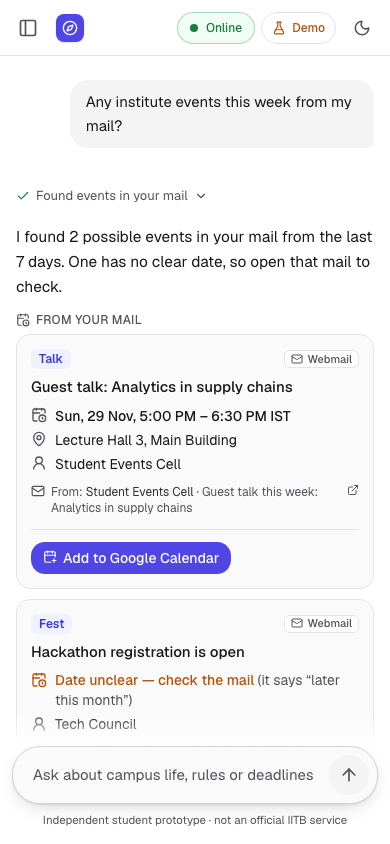 Online
Demo
Any institute events this week from my
mail?
Found events in your mail
I found 2 possible events in your mail from the last
7 days. One has no clear date, so open that mail to
check.
FROM YOUR MAIL
Talk
Webmail
Guest talk: Analytics in supply chains
Sun, 29 Nov, 5:00 PM – 6:30 PM IST
Lecture Hall 3, Main Building
Student Events Cell
From: Student Events Cell · Guest talk this week:
Analytics in supply chains
Add to Google Calendar
Fest
Webmail
Hackathon registration is open
Date unclear — check the mail (it says “later
this month”)
Tech Council
Ask about campus life, rules or deadlines
Independent student prototype · not an official IITB service